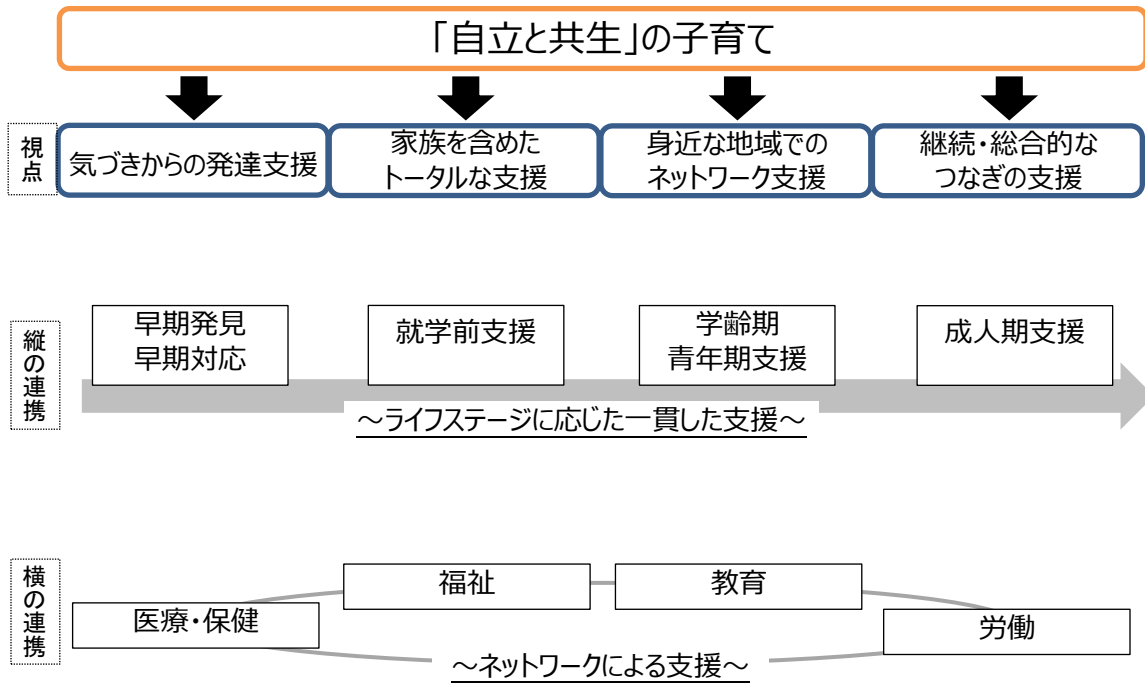 「自立と共生」の子育て
視点
気づきからの発達支援
家族を含めた
トータルな支援
身近な地域での
ネットワーク支援
継続・総合的な
つなぎの支援
縦の連携
早期発見
早期対応
就学前支援
学齢期
青年期支援
成人期支援
～ライフステージに応じた一貫した支援～
横の連携
医療・保健
福祉
教育
労働
～ネットワークによる支援～